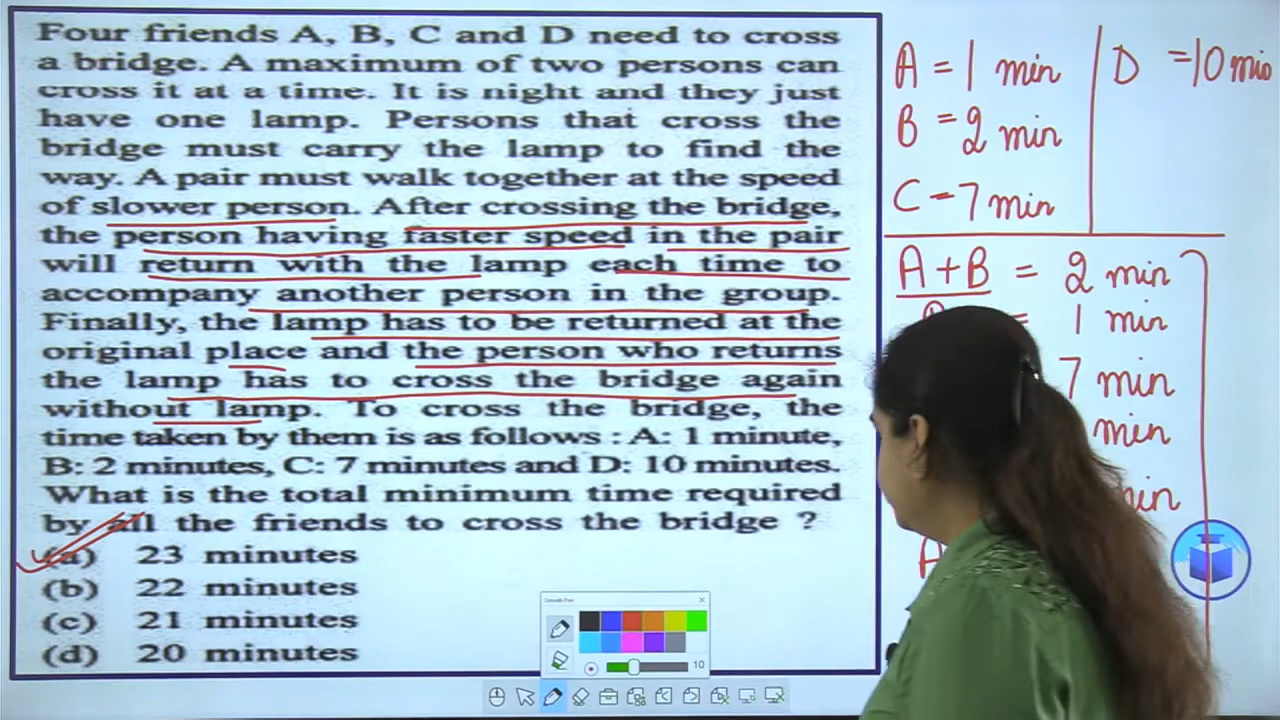 Four friends A, B, C and D need to cross
a bridge. A maximum of two persons can
cross it at a time. It is night and they just
have one lamp. Persons that cross the
bridge must carry the lamp to find the
way. A pair must walk together at the speed
of slower person. After crossing the bridge,
the person having faster speed in the pair
will return with the lamp each time to
accompany another person in the group.
Finally, the lamp has to be returned at the
original place and the person who returns
the lamp has to cross the bridge again
without lamp. To cross the bridge, the
time taken by them is as follows : A: 1 minute,
B: 2 minutes, C: 7 minutes and D: 10 minutes.
What is the total minimum time required
by all the friends to cross the bridge ?
(a) 23 minutes
(b) 22 minutes
(c) 21 minutes
(d) 20 minutes
A = 1 min
B = 2 min
C = 7 min
D = 10 min
A + B = 2 min
= 1 min
7 min
min
min
A
Smooth Pen
10